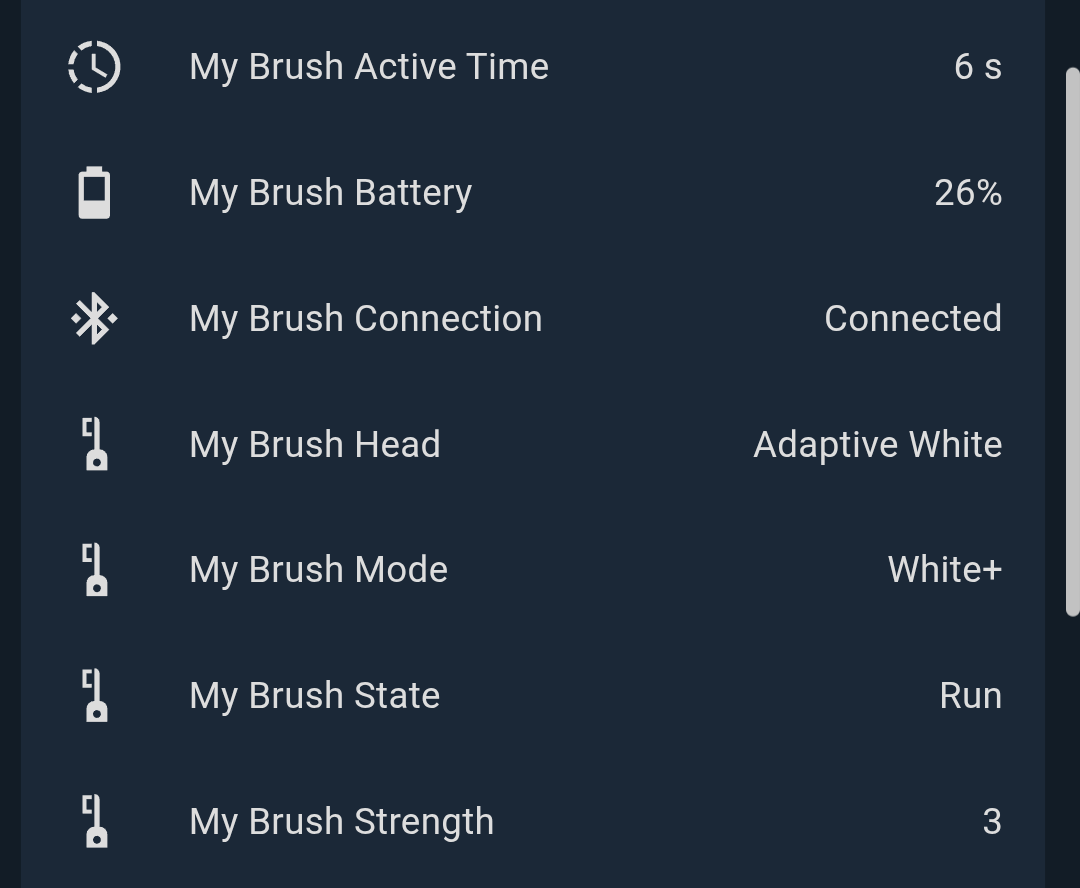 My Brush Active Time 6 s
My Brush Battery 26%
My Brush Connection Connected
My Brush Head Adaptive White
My Brush Mode White+
My Brush State Run
My Brush Strength 3